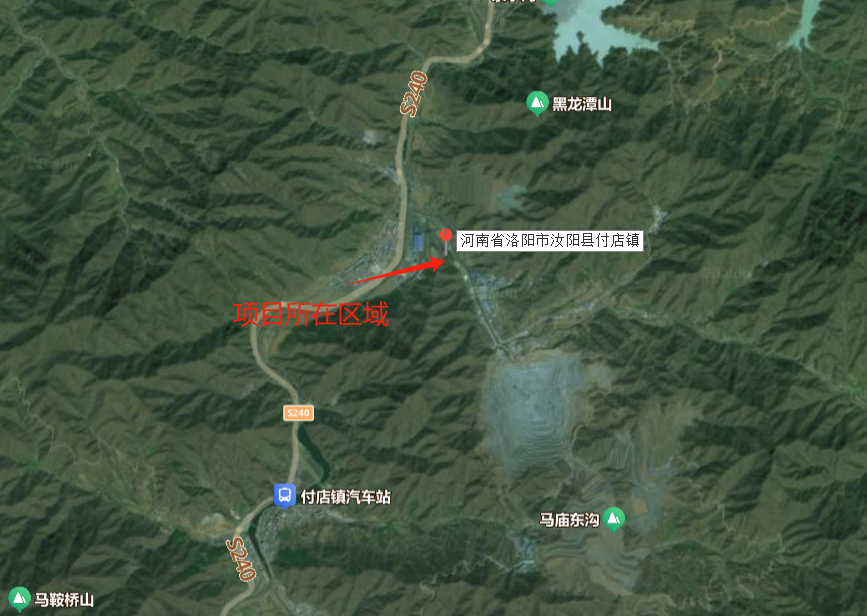 S240
黑龙潭山
河南省洛阳市汝阳县付店镇
项目所在区域
S240
付店镇汽车站
马庙东沟
S240
马鞍桥山